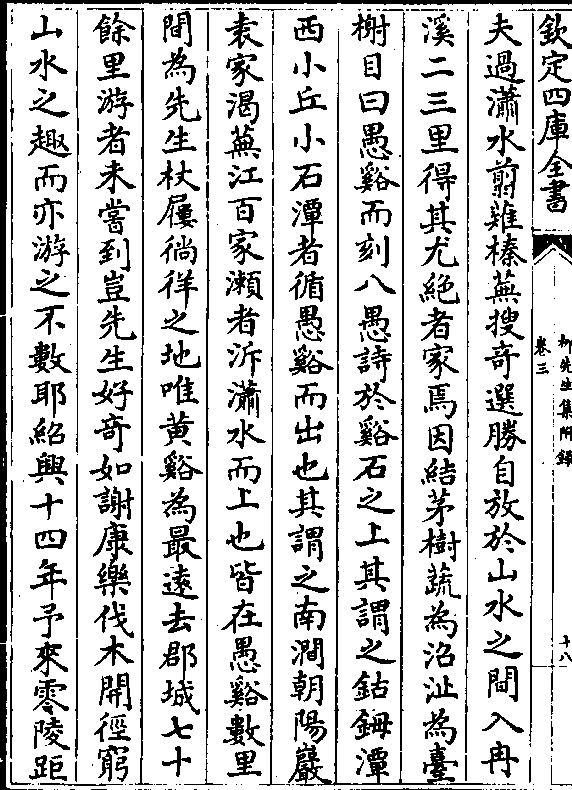 欽定四庫全書
柳先生集附錄
卷三
十八
夫過瀟水翦雜榛蕪搜奇選勝自放於山水之間入冉
溪二三里得其尤絶者家焉因結茅樹蔬為沼沚為臺
榭目曰愚谿而刻八愚詩於谿石之上其謂之鈷鉧潭
西小丘小石潭者循愚谿而出也其謂之南澗朝陽巖
袁家渴蕪江百家瀬者泝瀟水而上也皆在愚谿數里
間為先生杖屨徜徉之地唯黄谿為最逺去郡城七十
餘里游者未嘗到豈先生好奇如謝康樂伐木開徑窮
山水之趣而亦游之不數耶紹興十四年予來零陵距